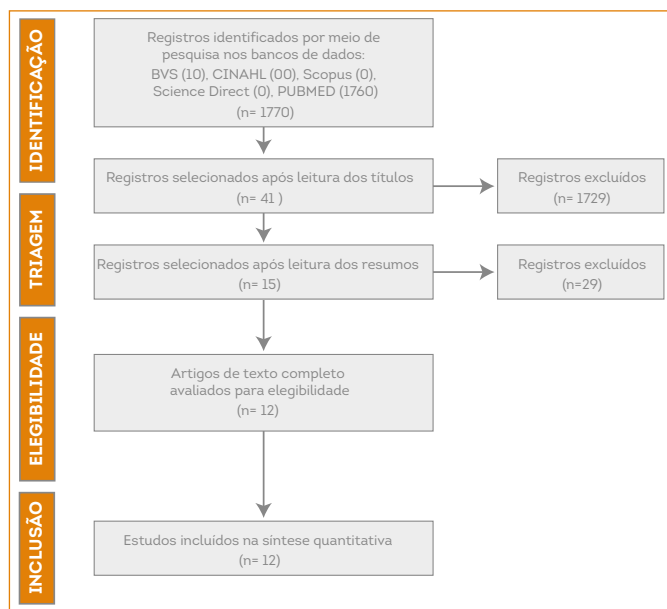 IDENTIFICAÇÃO
Registros identificados por meio de
pesquisa nos bancos de dados:
BVS (10), CINAHL (00), Scopus (0),
Science Direct (0), PUBMED (1760)
(n= 1770)
Registros selecionados após leitura dos títulos
(n= 41 )
Registros excluídos
(n= 1729)
TRIAGEM
Registros selecionados após leitura dos resumos
(n= 15)
Registros excluídos
(n=29)
ELEGIBILIDADE
Artigos de texto completo
avaliados para elegibilidade
(n= 12)
INCLUSÃO
Estudos incluídos na síntese quantitativa
(n= 12)